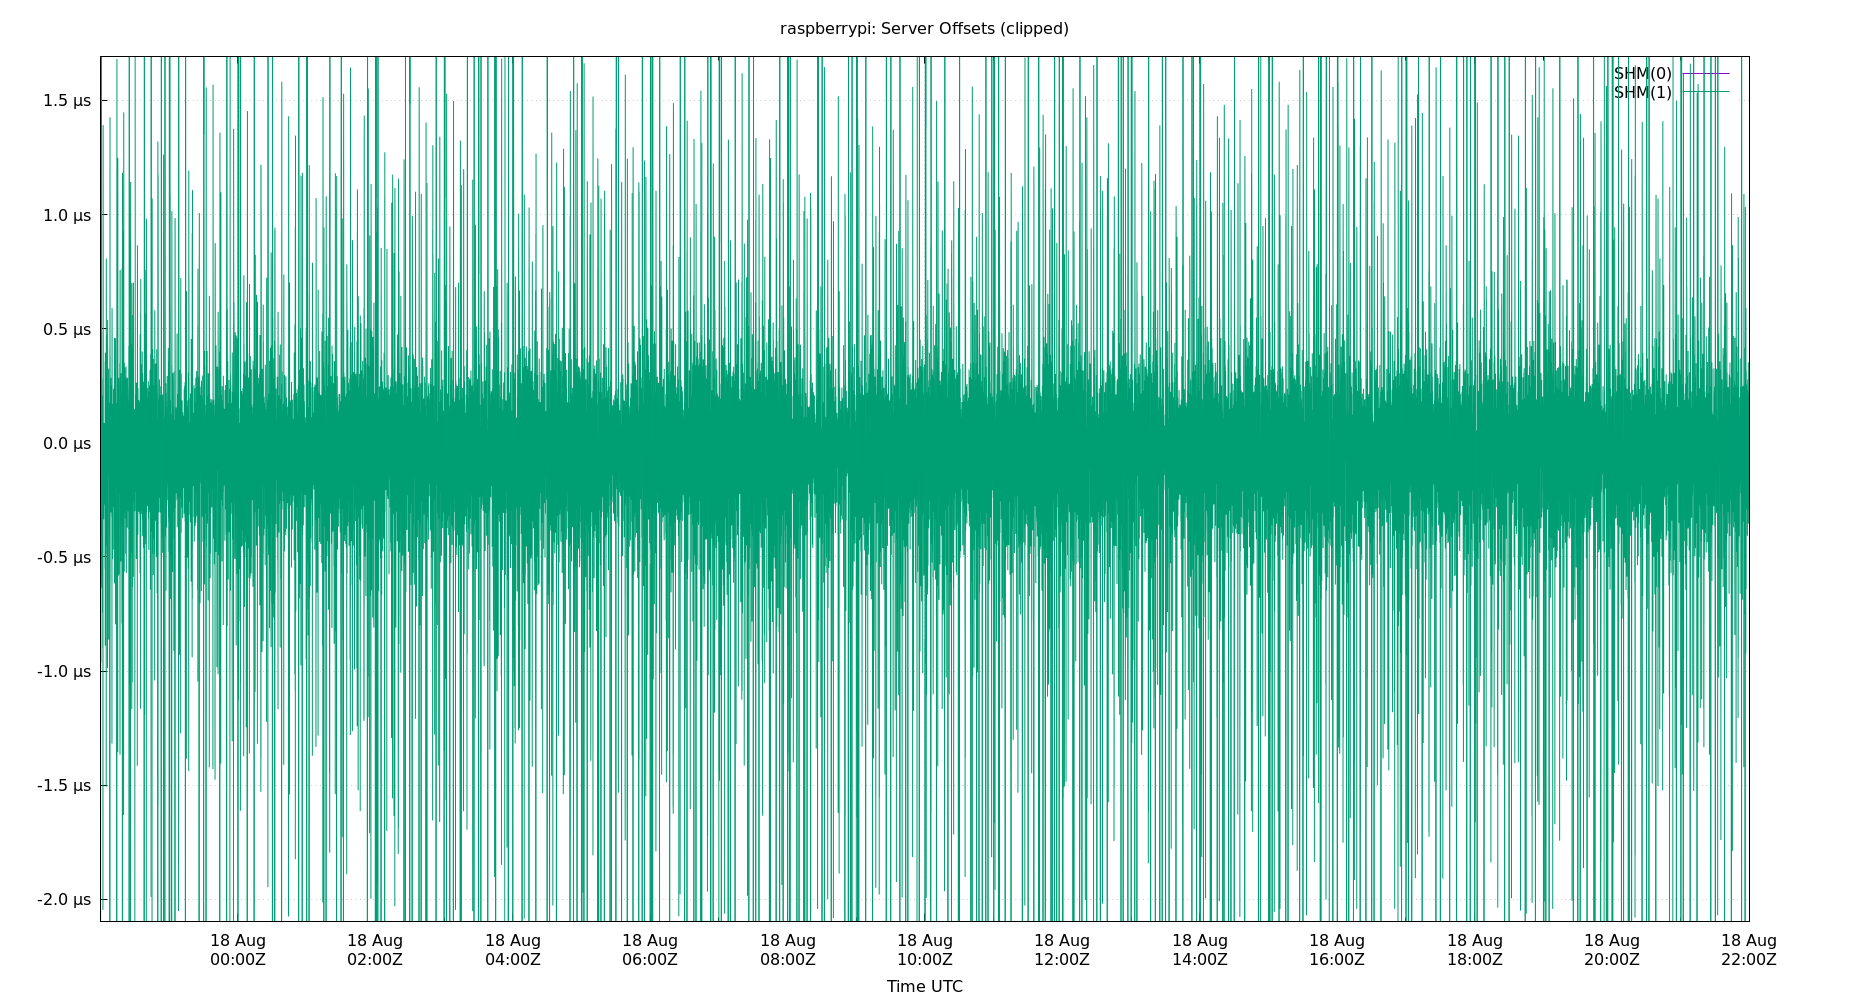 raspberrypi: Server Offsets (clipped)
SHM(0)
SHM(1)
1.5 µs
1.0 µs
0.5 µs
0.0 µs
-0.5 µs
-1.0 µs
-1.5 µs
-2.0 µs
18 Aug 18 Aug 18 Aug 18 Aug 18 Aug 18 Aug 18 Aug 18 Aug 18 Aug 18 Aug 18 Aug 18 Aug
00:00Z 02:00Z 04:00Z 06:00Z 08:00Z 10:00Z 12:00Z 14:00Z 16:00Z 18:00Z 20:00Z 22:00Z
Time UTC